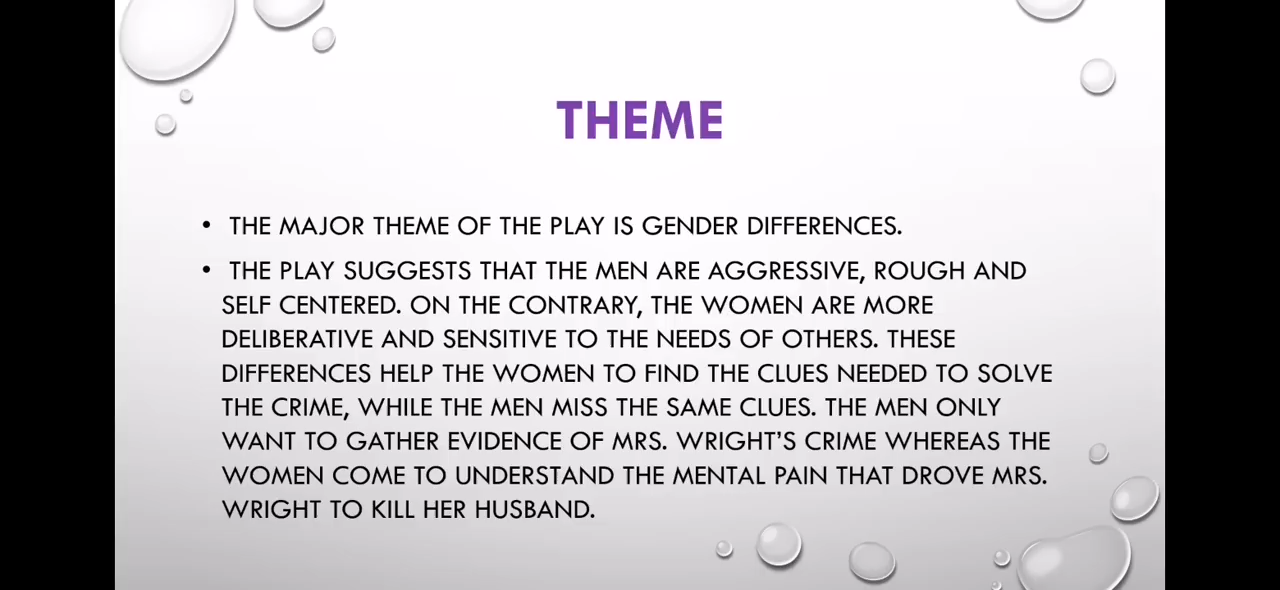 THEME
• THE MAJOR THEME OF THE PLAY IS GENDER DIFFERENCES.
• THE PLAY SUGGESTS THAT THE MEN ARE AGGRESSIVE, ROUGH AND
SELF CENTERED. ON THE CONTRARY, THE WOMEN ARE MORE
DELIBERATIVE AND SENSITIVE TO THE NEEDS OF OTHERS. THESE
DIFFERENCES HELP THE WOMEN TO FIND THE CLUES NEEDED TO SOLVE
THE CRIME, WHILE THE MEN MISS THE SAME CLUES. THE MEN ONLY
WANT TO GATHER EVIDENCE OF MRS. WRIGHT’S CRIME WHEREAS THE
WOMEN COME TO UNDERSTAND THE MENTAL PAIN THAT DROVE MRS.
WRIGHT TO KILL HER HUSBAND.